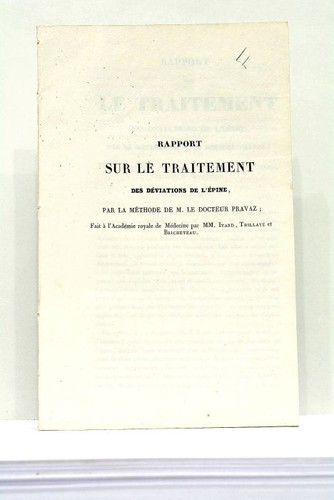 RAPPORT
SUR LE TRAITEMENT
DES DÉVIATIONS DE L'ÉPINE,
PAR LA MÉTHODE DE M. LE DOCTEUR PRAVAZ;
Fait à l'Académie royale de Médecine par MM. ITARD, THILLAYE et
BRICHETEAU.